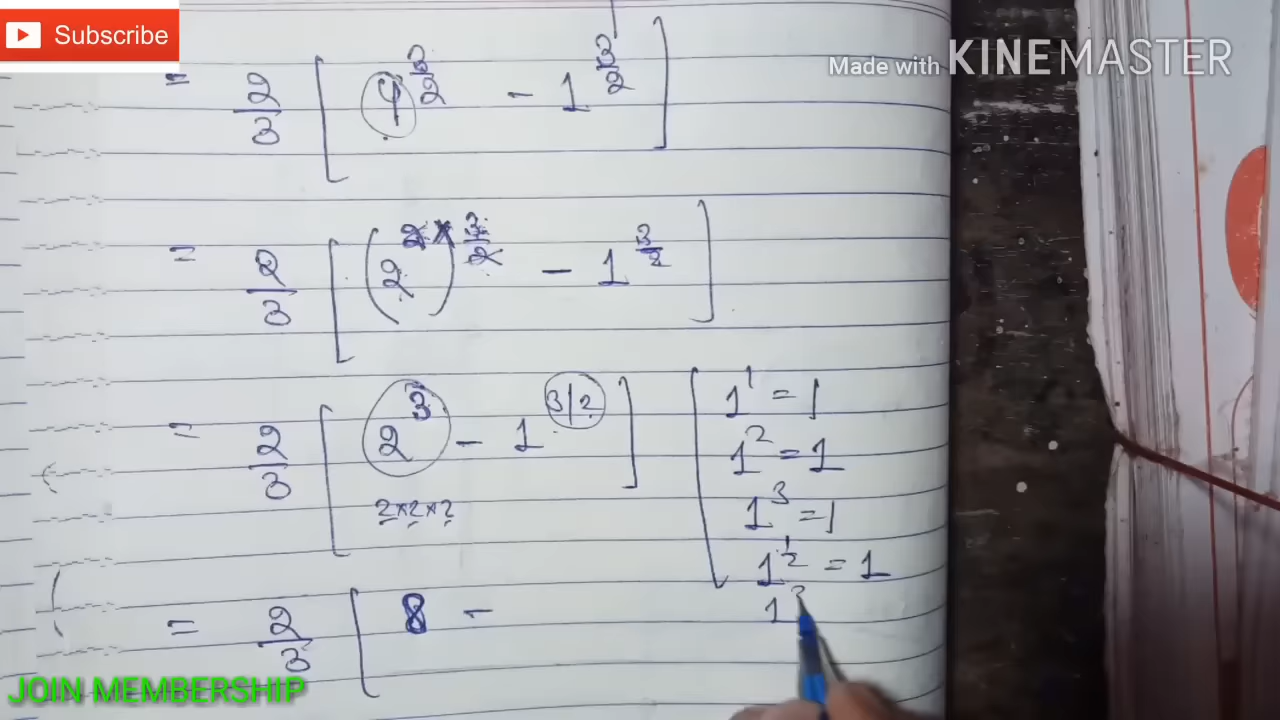 Subscribe
Made with KINEMASTER
= 2/3 [ 4^3/2 - 1^3/2 ]
= 2/3 [ (2^2×)^3/2 - 1^3/2 ]
= 2/3 [ 2^3 - 1^3/2 ]
2×2×2
[ 1^1 = 1
1^2 = 1
1^3 = 1
1^1/2 = 1
1^3
= 2/3 [ 8 -
JOIN MEMBERSHIP